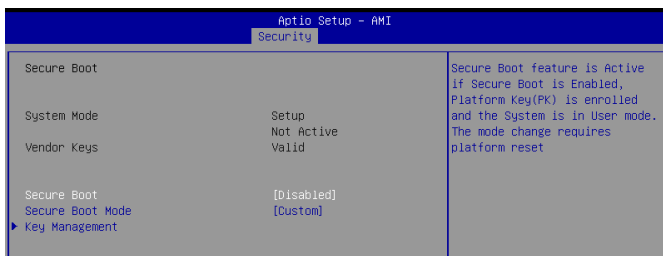 Aptio Setup – AMI
Security
Secure Boot
System Mode Setup
Not Active
Vendor Keys Valid
Secure Boot [Disabled]
Secure Boot Mode [Custom]
Key Management
Secure Boot feature is Active
if Secure Boot is Enabled,
Platform Key(PK) is enrolled
and the System is in User mode.
The mode change requires
platform reset